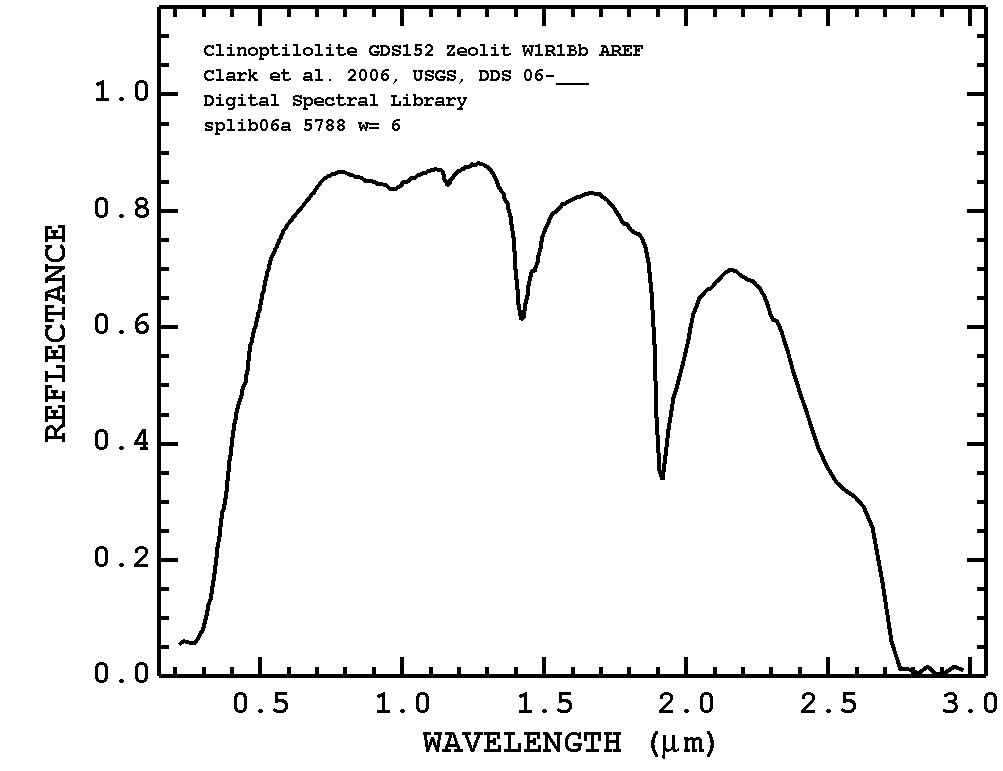 Clinoptilolite GDS152 Zeolit W1R1Bb AREF
Clark et al. 2006, USGS, DDS 06-___
Digital Spectral Library
splib06a 5788 w= 6
1.0
0.8
0.6
0.4
0.2
0.0
REFLECTANCE
0.5 1.0 1.5 2.0 2.5 3.0
WAVELENGTH (μm)